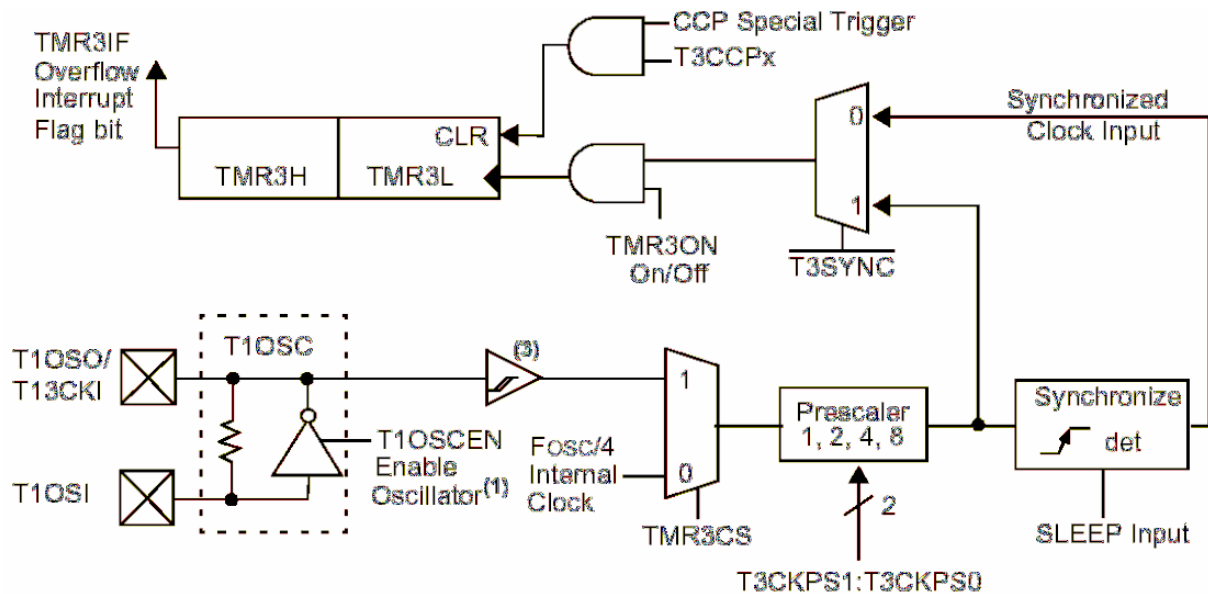 CCP Special Trigger
T3CCPx
TMR3IF
Overflow
Interrupt
Flag bit
CLR
TMR3H
TMR3L
0
1
Synchronized
Clock Input
TMR3ON
On/Off
T3SYNC
T1OSO/
T13CKI
T1OSC
(3)
1
0
Prescaler
1, 2, 4, 8
Synchronize
det
T1OSCEN
Enable
Oscillator(1)
FOSC/4
Internal
Clock
T1OSI
TMR3CS
2
SLEEP Input
T3CKPS1:T3CKPS0